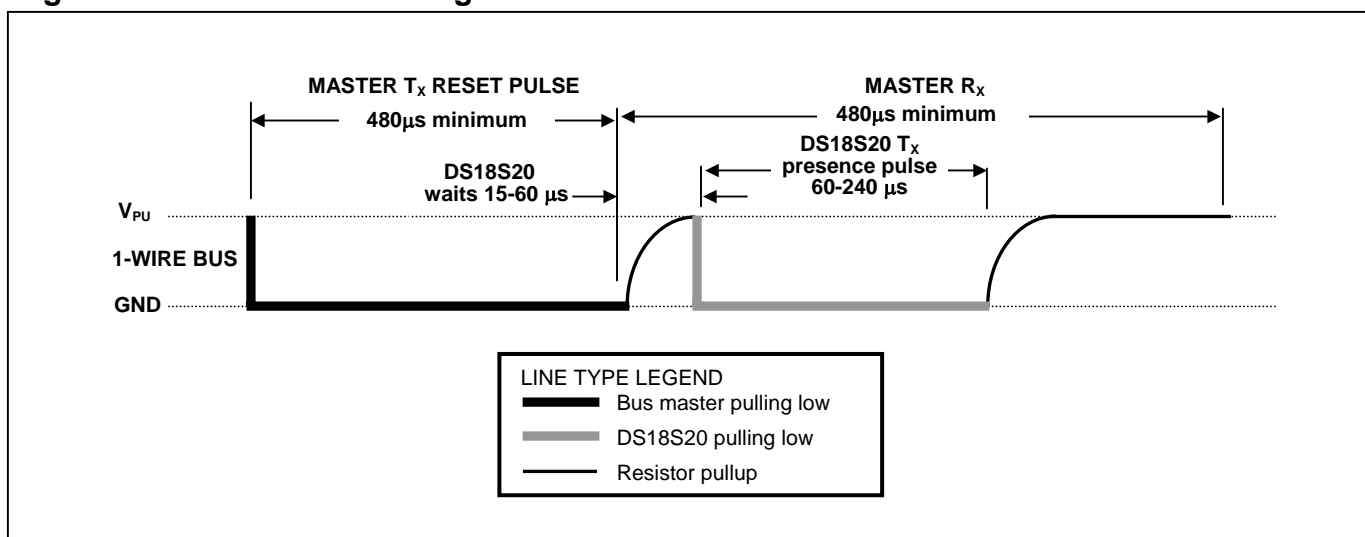 MASTER TX RESET PULSE
480µs minimum
MASTER RX
480µs minimum
DS18S20
waits 15-60 µs
DS18S20 TX
presence pulse
60-240 µs
VPU
1-WIRE BUS
GND
LINE TYPE LEGEND
Bus master pulling low
DS18S20 pulling low
Resistor pullup